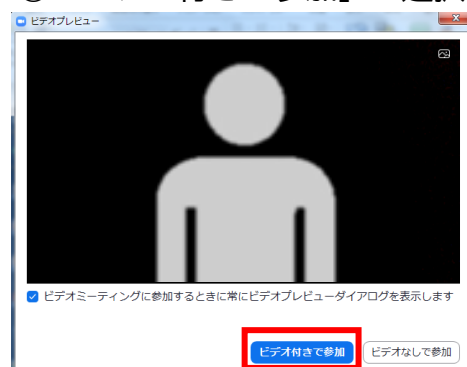 ビデオプレビュー
ビデオミーティングに参加するときに常にビデオプレビューダイアログを表示します
ビデオ付きで参加
ビデオなしで参加